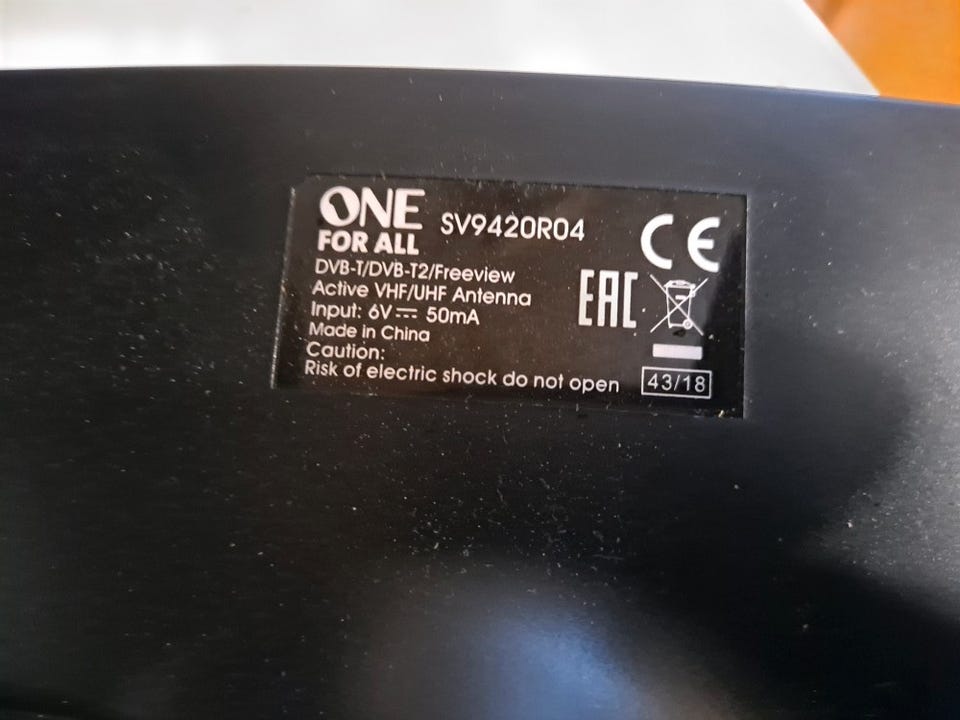 ONE
FOR ALL
SV9420R04
DVB-T/DVB-T2/Freeview
Active VHF/UHF Antenna
Input: 6V⎓ 50mA
Made in China
Caution:
Risk of electric shock do not open
CE
EAC
43/18